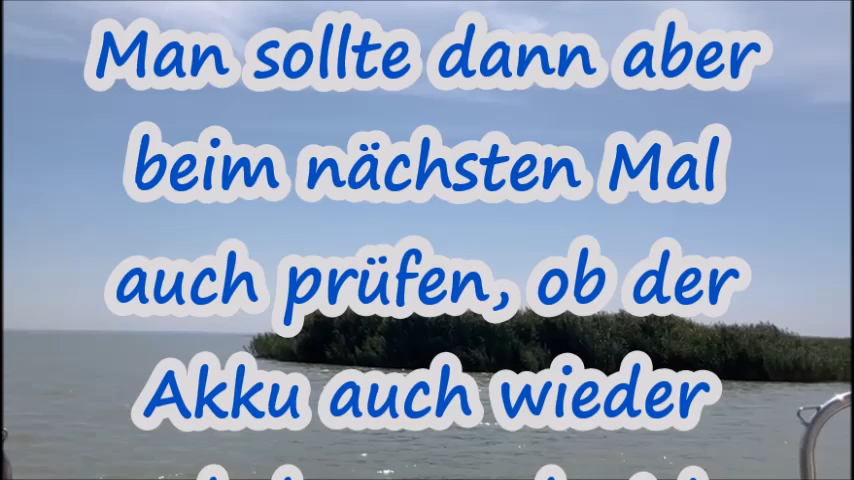 Man sollte dann aber
beim nächsten Mal
auch prüfen, ob der
Akku auch wieder